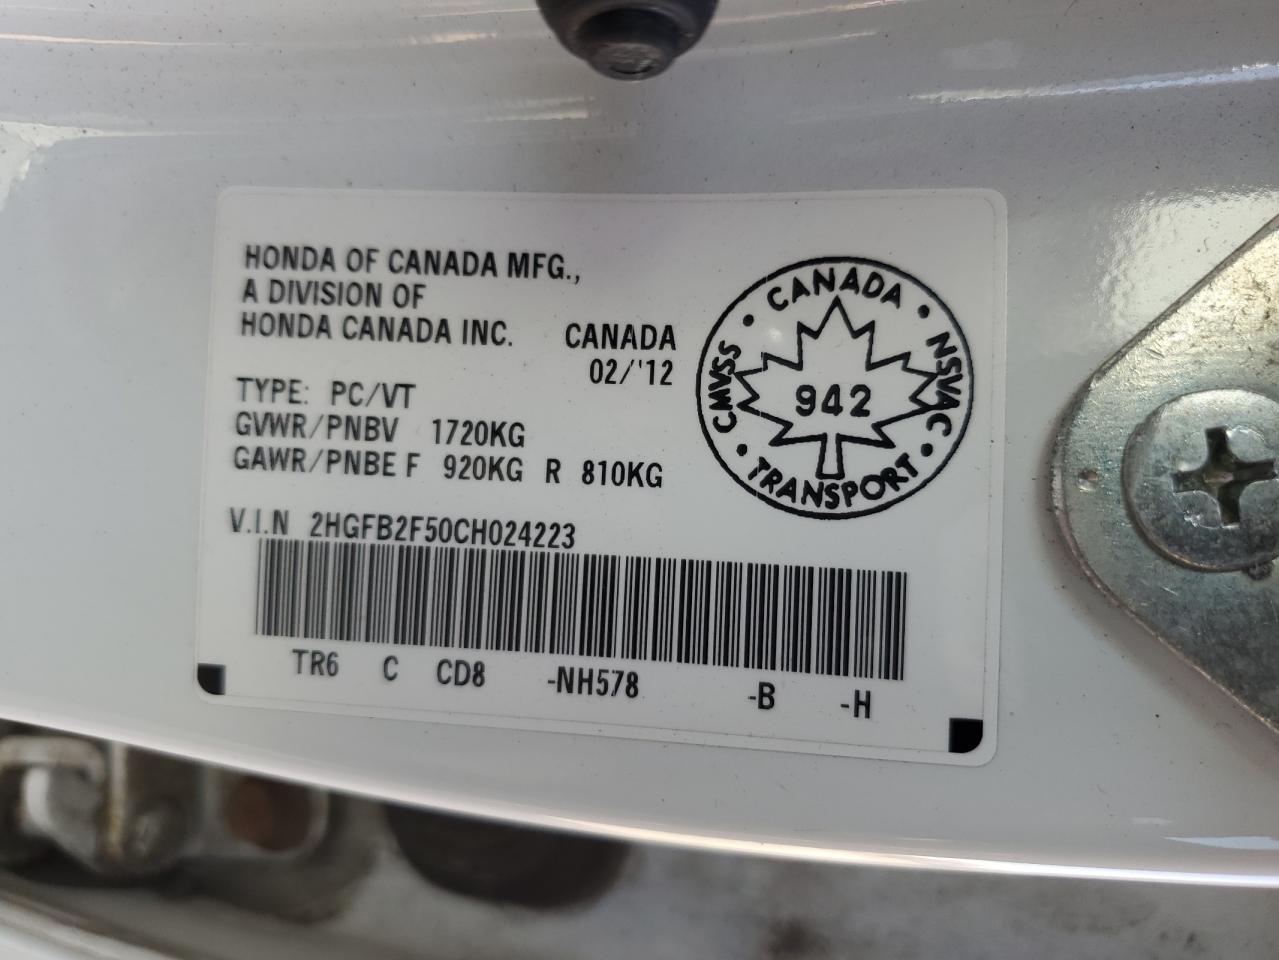 HONDA OF CANADA MFG.,
A DIVISION OF
HONDA CANADA INC. CANADA
02/'12
TYPE: PC/VT
GVWR/PNBV 1720KG
GAWR/PNBE F 920KG R 810KG
CANADA • NSVAC • TRANSPORT • CMVSS •
942
V.I.N 2HGFB2F50CH024223
TR6 C CD8 -NH578 -B -H